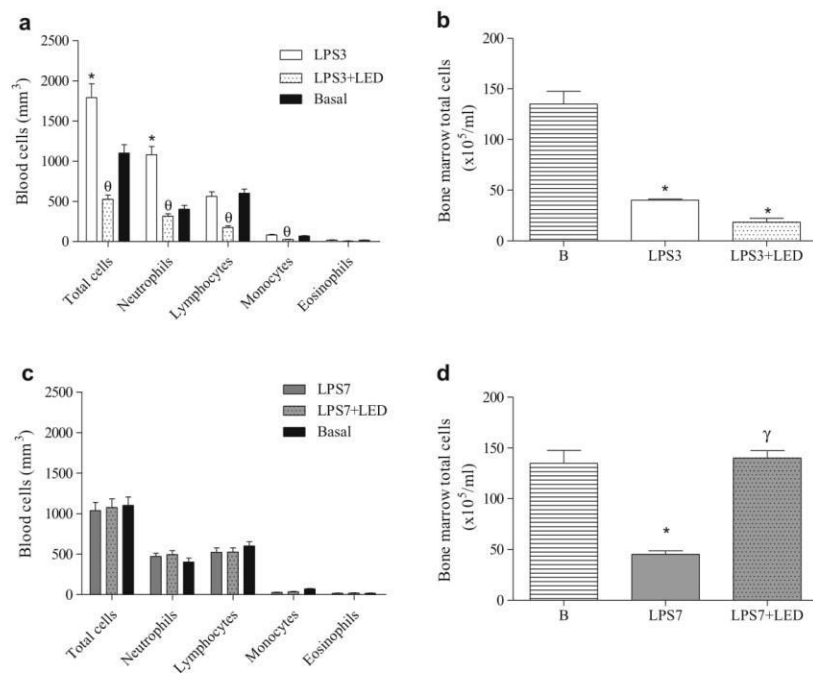 a
LPS3
LPS3+LED
Basal
Blood cells (mm³)
2500
2000
1500
1000
500
0
*
θ
*
θ
θ
θ
Total cells
Neutrophils
Lymphocytes
Monocytes
Eosinophils
b
Bone marrow total cells
(x10⁵/ml)
200
150
100
50
0
*
*
B
LPS3
LPS3+LED
c
LPS7
LPS7+LED
Basal
Blood cells (mm³)
2500
2000
1500
1000
500
0
Total cells
Neutrophils
Lymphocytes
Monocytes
Eosinophils
d
Bone marrow total cells
(x10⁵/ml)
200
150
100
50
0
*
γ
B
LPS7
LPS7+LED